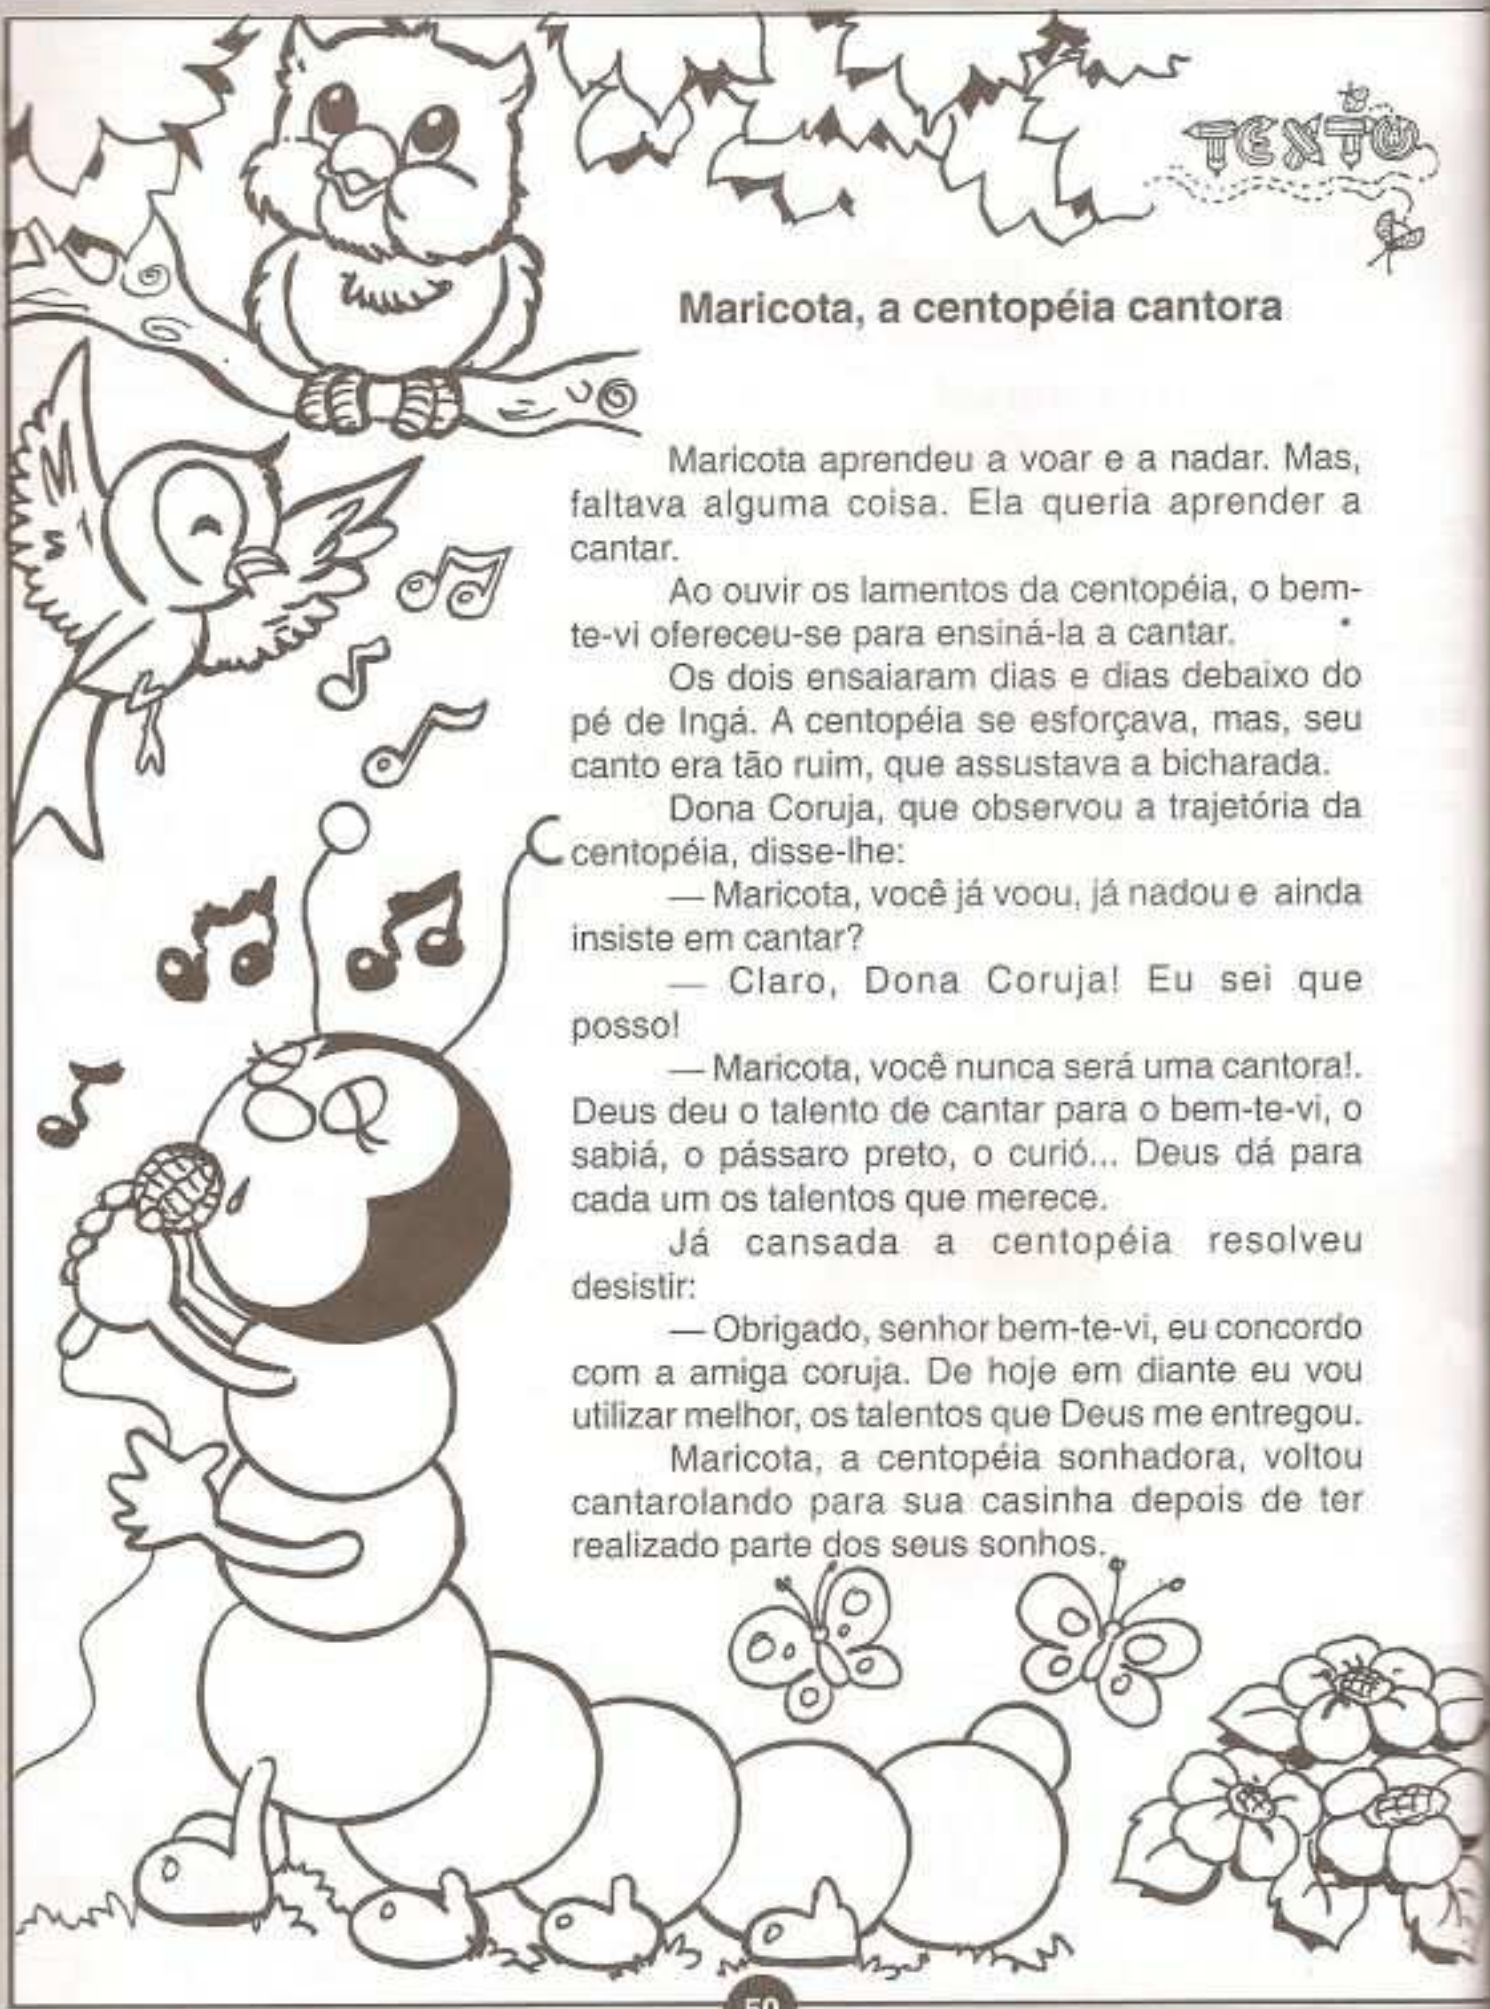 TEXTO
Maricota, a centopéia cantora
Maricota aprendeu a voar e a nadar. Mas,
faltava alguma coisa. Ela queria aprender a
cantar.
Ao ouvir os lamentos da centopéia, o bem-
te-vi ofereceu-se para ensiná-la a cantar.
Os dois ensaiaram dias e dias debaixo do
pé de Ingá. A centopéia se esforçava, mas, seu
canto era tão ruim, que assustava a bicharada.
Dona Coruja, que observou a trajetória da
centopéia, disse-lhe:
— Maricota, você já voou, já nadou e ainda
insiste em cantar?
— Claro, Dona Coruja! Eu sei que
posso!
— Maricota, você nunca será uma cantora!.
Deus deu o talento de cantar para o bem-te-vi, o
sabiá, o pássaro preto, o curió... Deus dá para
cada um os talentos que merece.
Já cansada a centopéia resolveu
desistir:
— Obrigado, senhor bem-te-vi, eu concordo
com a amiga coruja. De hoje em diante eu vou
utilizar melhor, os talentos que Deus me entregou.
Maricota, a centopéia sonhadora, voltou
cantarolando para sua casinha depois de ter
realizado parte dos seus sonhos.
50